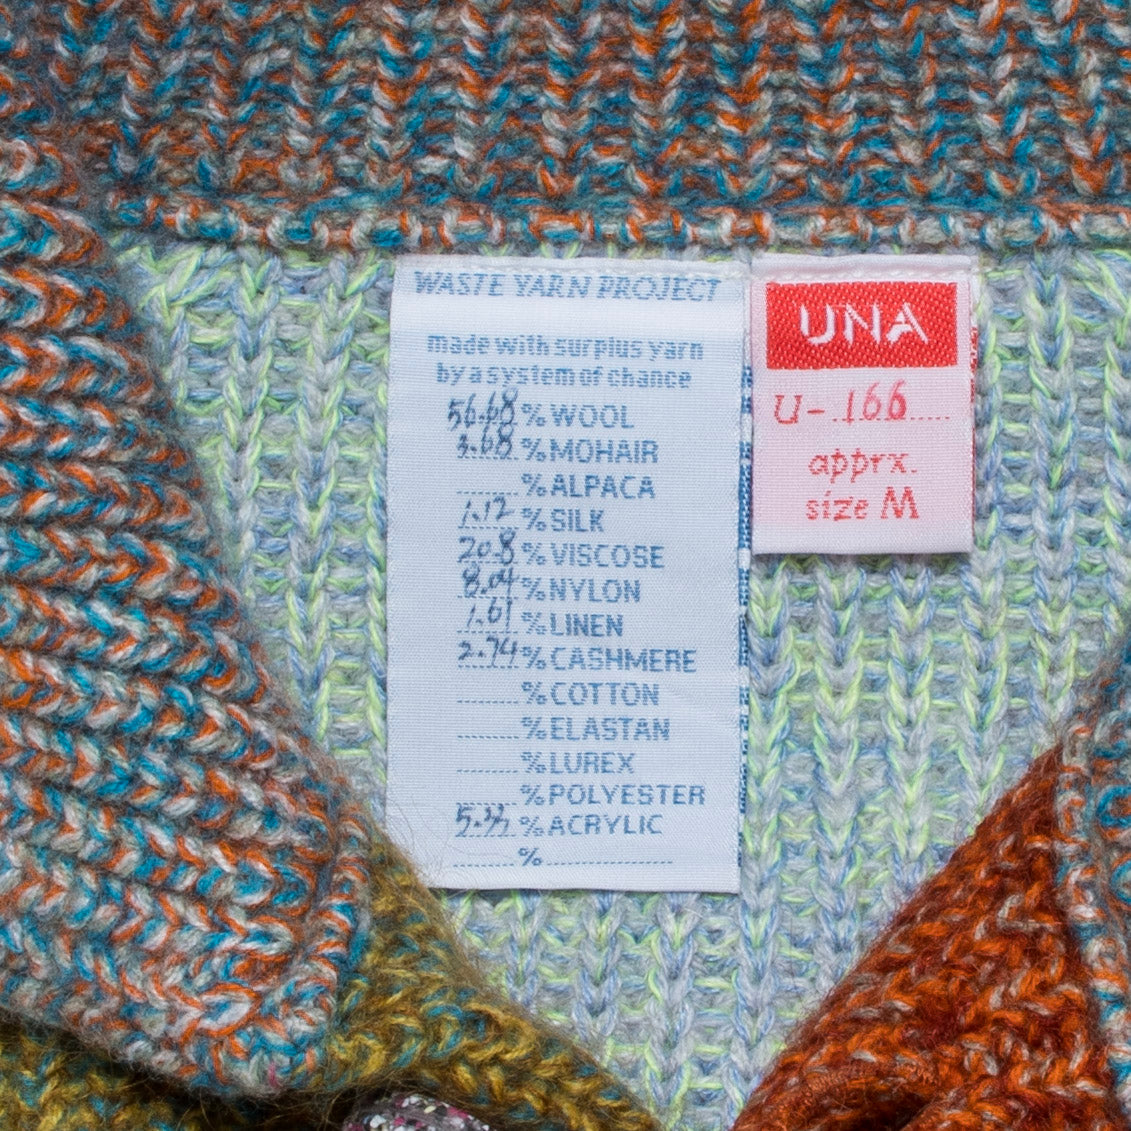 WASTE YARN PROJECT
made with surplus yarn
by a system of chance
56.68 % WOOL
3.68 % MOHAIR
........ % ALPACA
1.12 % SILK
20.8 % VISCOSE
8.04 % NYLON
1.61 % LINEN
2.74 % CASHMERE
........ % COTTON
........ % ELASTAN
........ % LUREX
........ % POLYESTER
5.33 % ACRYLIC
........ % ................
UNA
U- 166
apprx.
size M